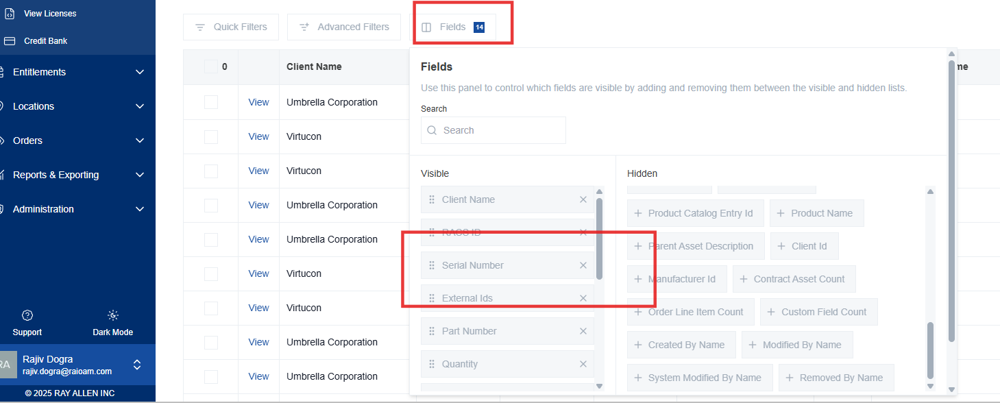 View Licenses
Credit Bank
Entitlements
Locations
Orders
Reports & Exporting
Administration
Support
Dark Mode
RA
Rajiv Dogra
rajiv.dogra@raioam.com
© 2025 RAY ALLEN INC
Quick Filters
Advanced Filters
Fields 14
0
Client Name
me
View Umbrella Corporation
View Virtucon
View Virtucon
View Umbrella Corporation
View Umbrella Corporation
View Virtucon
View Virtucon
View Umbrella Corporation
View Umbrella Corporation
Fields
Use this panel to control which fields are visible by adding and removing them between the visible and hidden lists.
Search
Search
Visible
Client Name
RACS ID
Serial Number
External Ids
Part Number
Quantity
Hidden
Product Catalog Entry Id
Product Name
Parent Asset Description
Client Id
Manufacturer Id
Contract Asset Count
Order Line Item Count
Custom Field Count
Created By Name
Modified By Name
System Modified By Name
Removed By Name